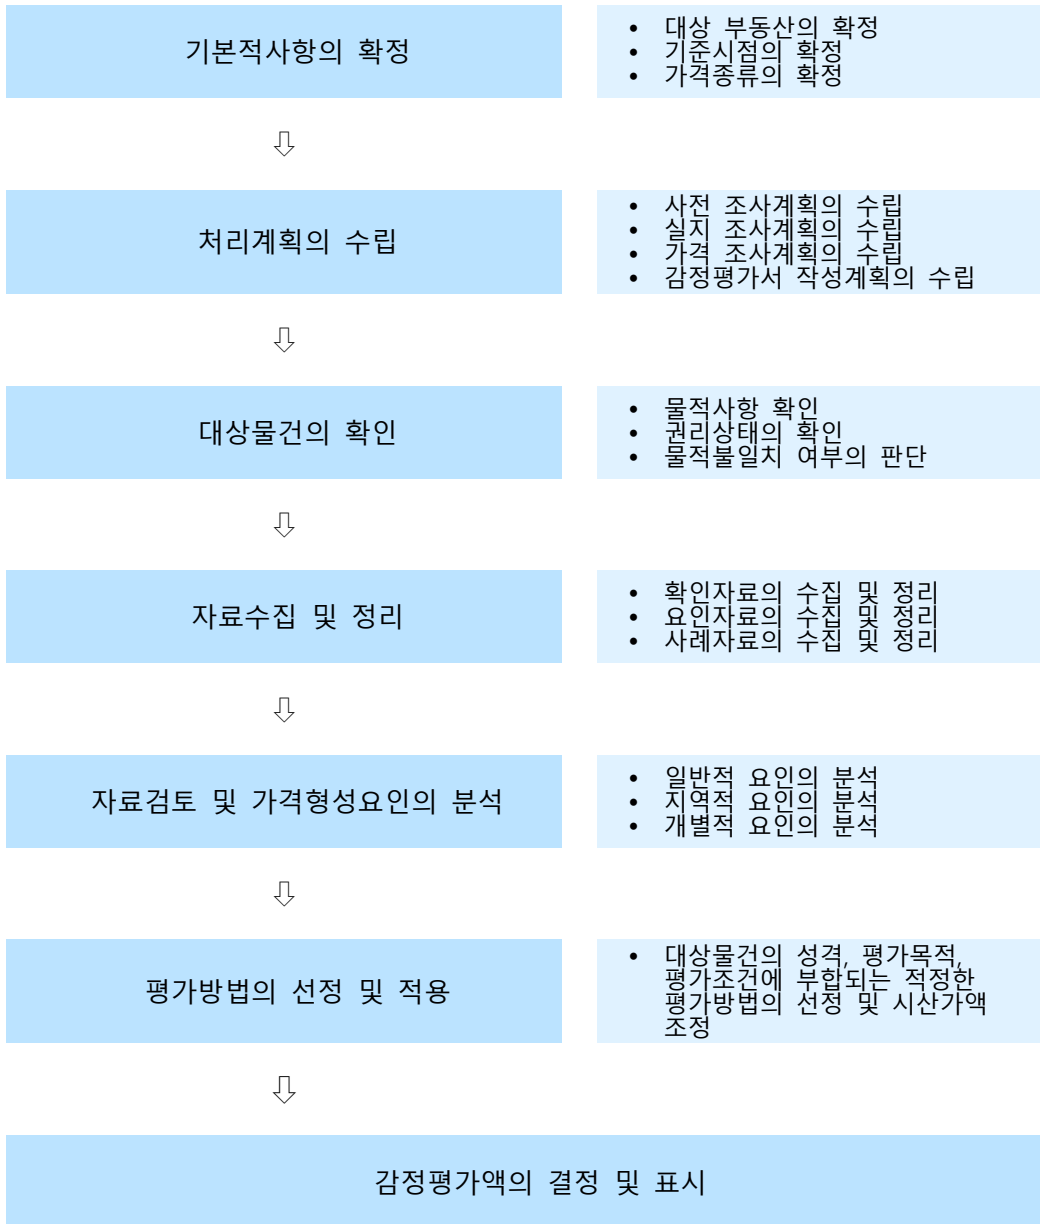 기본적사항의 확정
• 대상 부동산의 확정
• 기준시점의 확정
• 가격종류의 확정
⇩
처리계획의 수립
• 사전 조사계획의 수립
• 실지 조사계획의 수립
• 가격 조사계획의 수립
• 감정평가서 작성계획의 수립
⇩
대상물건의 확인
• 물적사항 확인
• 권리상태의 확인
• 물적불일치 여부의 판단
⇩
자료수집 및 정리
• 확인자료의 수집 및 정리
• 요인자료의 수집 및 정리
• 사례자료의 수집 및 정리
⇩
자료검토 및 가격형성요인의 분석
• 일반적 요인의 분석
• 지역적 요인의 분석
• 개별적 요인의 분석
⇩
평가방법의 선정 및 적용
• 대상물건의 성격, 평가목적,
평가조건에 부합되는 적정한
평가방법의 선정 및 시산가액
조정
⇩
감정평가액의 결정 및 표시